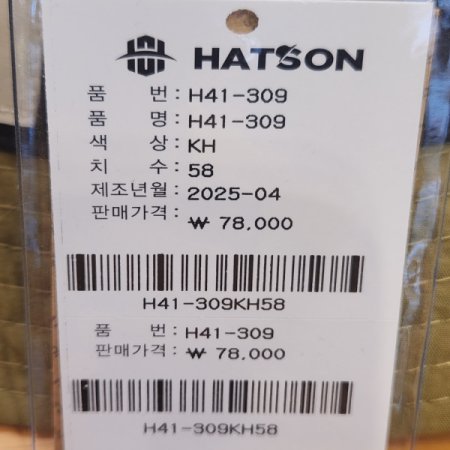 HATSON
품 번 : H41-309
품 명 : H41-309
색 상 : KH
치 수 : 58
제조년월 : 2025-04
판매가격 : ₩ 78,000
H41-309KH58
품 번 : H41-309
판매가격 : ₩ 78,000
H41-309KH58